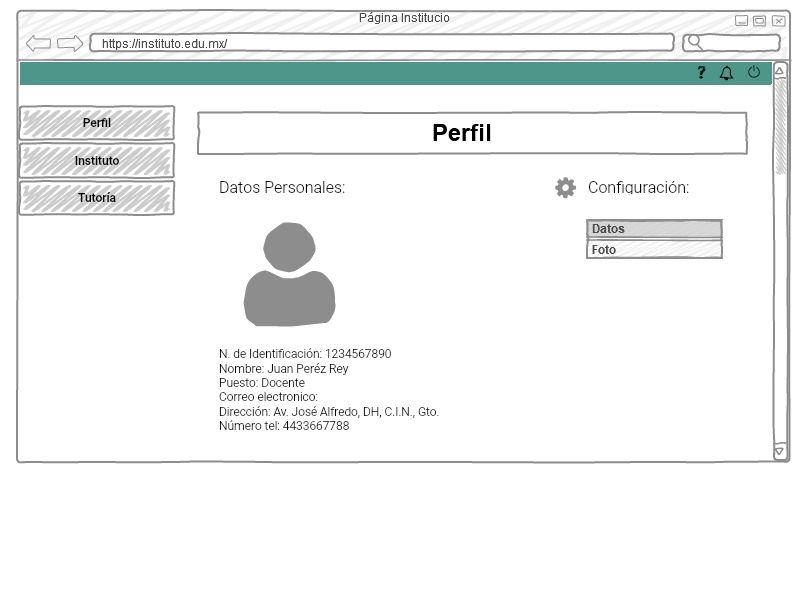 Página Institucio
https://instituto.edu.mx/
?
Perfil
Instituto
Tutoría
Perfil
Datos Personales:
Configuración:
Datos
Foto
N. de Identificación: 1234567890
Nombre: Juan Peréz Rey
Puesto: Docente
Correo electronico:
Dirección: Av. José Alfredo, DH, C.I.N., Gto.
Número tel: 4433667788